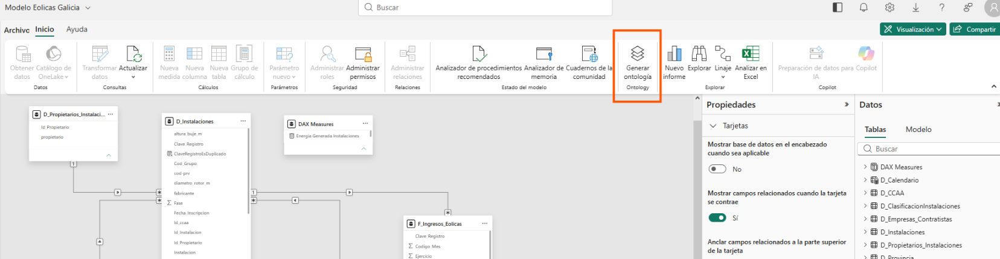 Modelo Eolicas Galicia
Buscar
Archivo Inicio Ayuda
Visualización
Compartir
Obtener datos
Catálogo de OneLake
Datos
Transformar datos
Actualizar
Consultas
Nueva medida
Nueva columna
Nueva tabla
Grupo de cálculo
Cálculos
Parámetro nuevo
Parámetros
Administrar roles
Administrar permisos
Seguridad
Administrar relaciones
Relaciones
Analizador de procedimientos recomendados
Analizador de memoria
Cuadernos de la comunidad
Estado del modelo
Generar ontología
Ontology
Nuevo informe
Explorar
Linaje
Analizar en Excel
Explorar
Preparación de datos para IA
Copilot
Copilot
D_Propietarios_Instalaci...
Id_Propietario
propietario
D_Instalaciones
altura_buje_m
Clave_Registro
ClaveRegistroEsDuplicado
Cod_Grupo
cod-prv
diametro_rotor_m
fabricante
Fase
Fecha_Inscripcion
Id_ccaa
Id_Instalacion
Id_Propietario
Instalacion
DAX Measures
Energia Generada Instalaciones
1
*
*
1
*
*
F_Ingresos_Eolicas
Clave_Registro
Codigo_Mes
Ejercicio
Propiedades
Tarjetas
Mostrar base de datos en el encabezado
cuando sea aplicable
No
Mostrar campos relacionados cuando la tarjeta
se contrae
Sí
Anclar campos relacionados a la parte superior
de la tarjeta
Datos
Tablas Modelo
Buscar
DAX Measures
D_Calendario
D_CCAA
D_ClasificacionInstalaciones
D_Empresas_Contratistas
D_Instalaciones
D_Propietarios_Instalaciones
D_Provincia